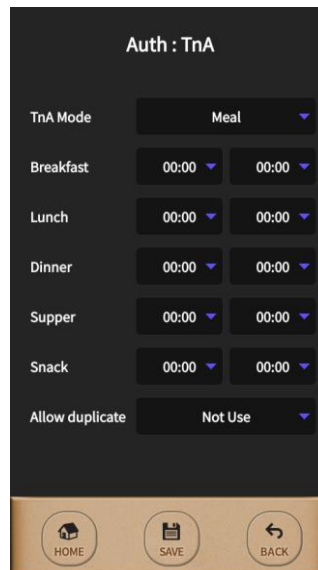 Auth : TnA
TnA Mode Meal
Breakfast 00:00 00:00
Lunch 00:00 00:00
Dinner 00:00 00:00
Supper 00:00 00:00
Snack 00:00 00:00
Allow duplicate Not Use
HOME SAVE BACK